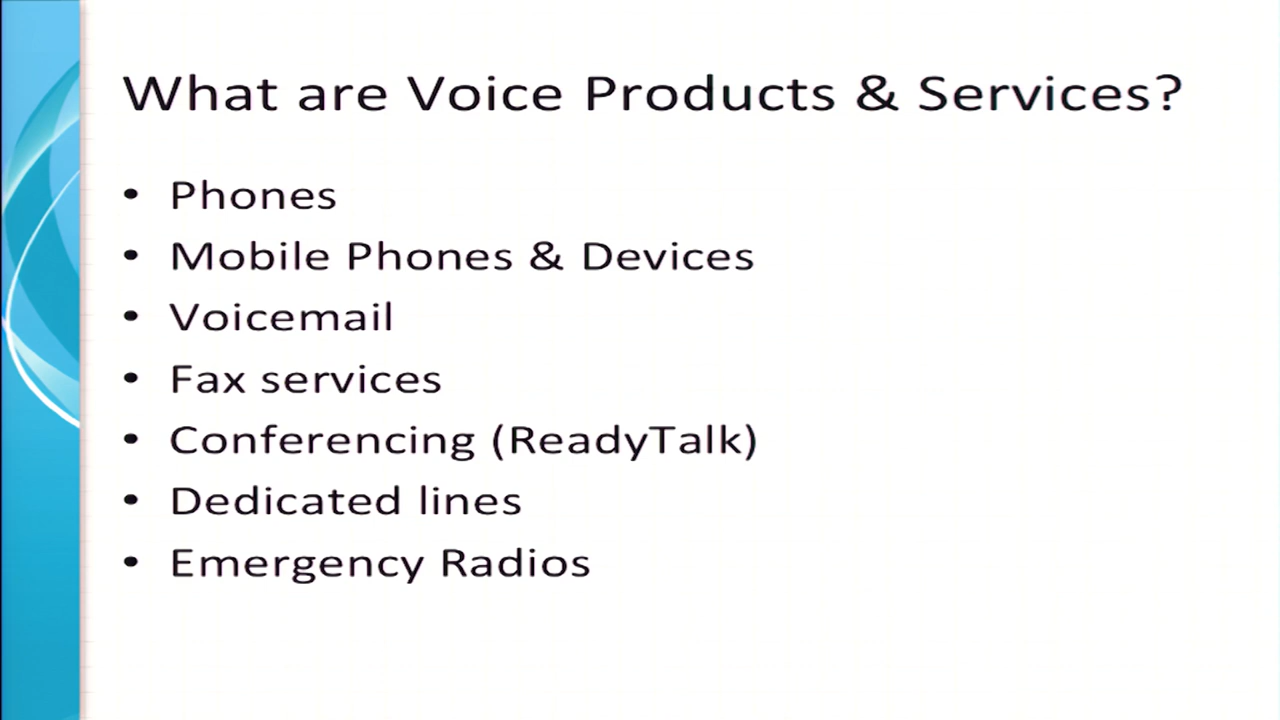 What are Voice Products & Services?
• Phones
• Mobile Phones & Devices
• Voicemail
• Fax services
• Conferencing (ReadyTalk)
• Dedicated lines
• Emergency Radios